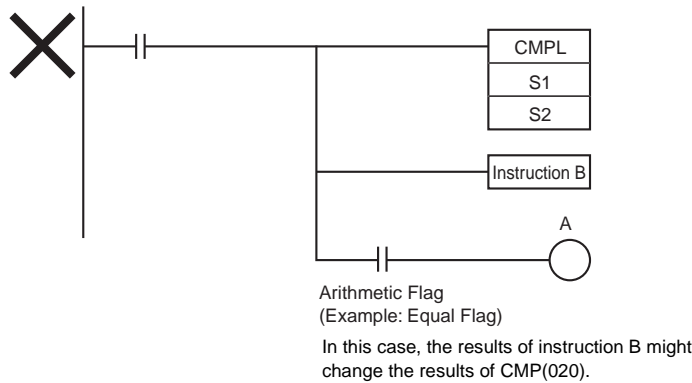 CMPL
S1
S2
Instruction B
A
Arithmetic Flag
(Example: Equal Flag)
In this case, the results of instruction B might
change the results of CMP(020).